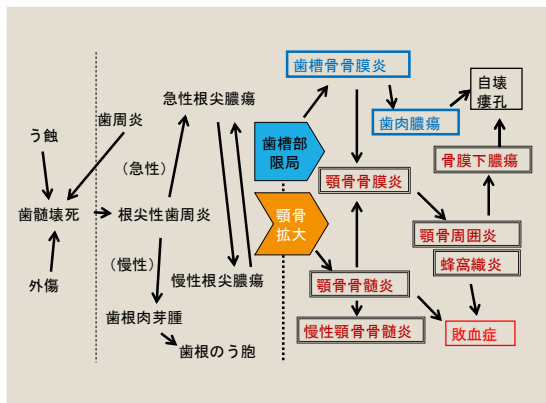 歯槽骨骨膜炎
急性根尖膿瘍
自壊
瘻孔
歯周炎
歯肉膿瘍
歯槽部
限局
う蝕
（急性）
骨膜下膿瘍
顎骨骨膜炎
歯髄壊死
根尖性歯周炎
顎骨
拡大
顎骨周囲炎
（慢性）
蜂窩織炎
外傷
慢性根尖膿瘍
顎骨骨髄炎
歯根肉芽腫
慢性顎骨骨髄炎
敗血症
歯根のう胞